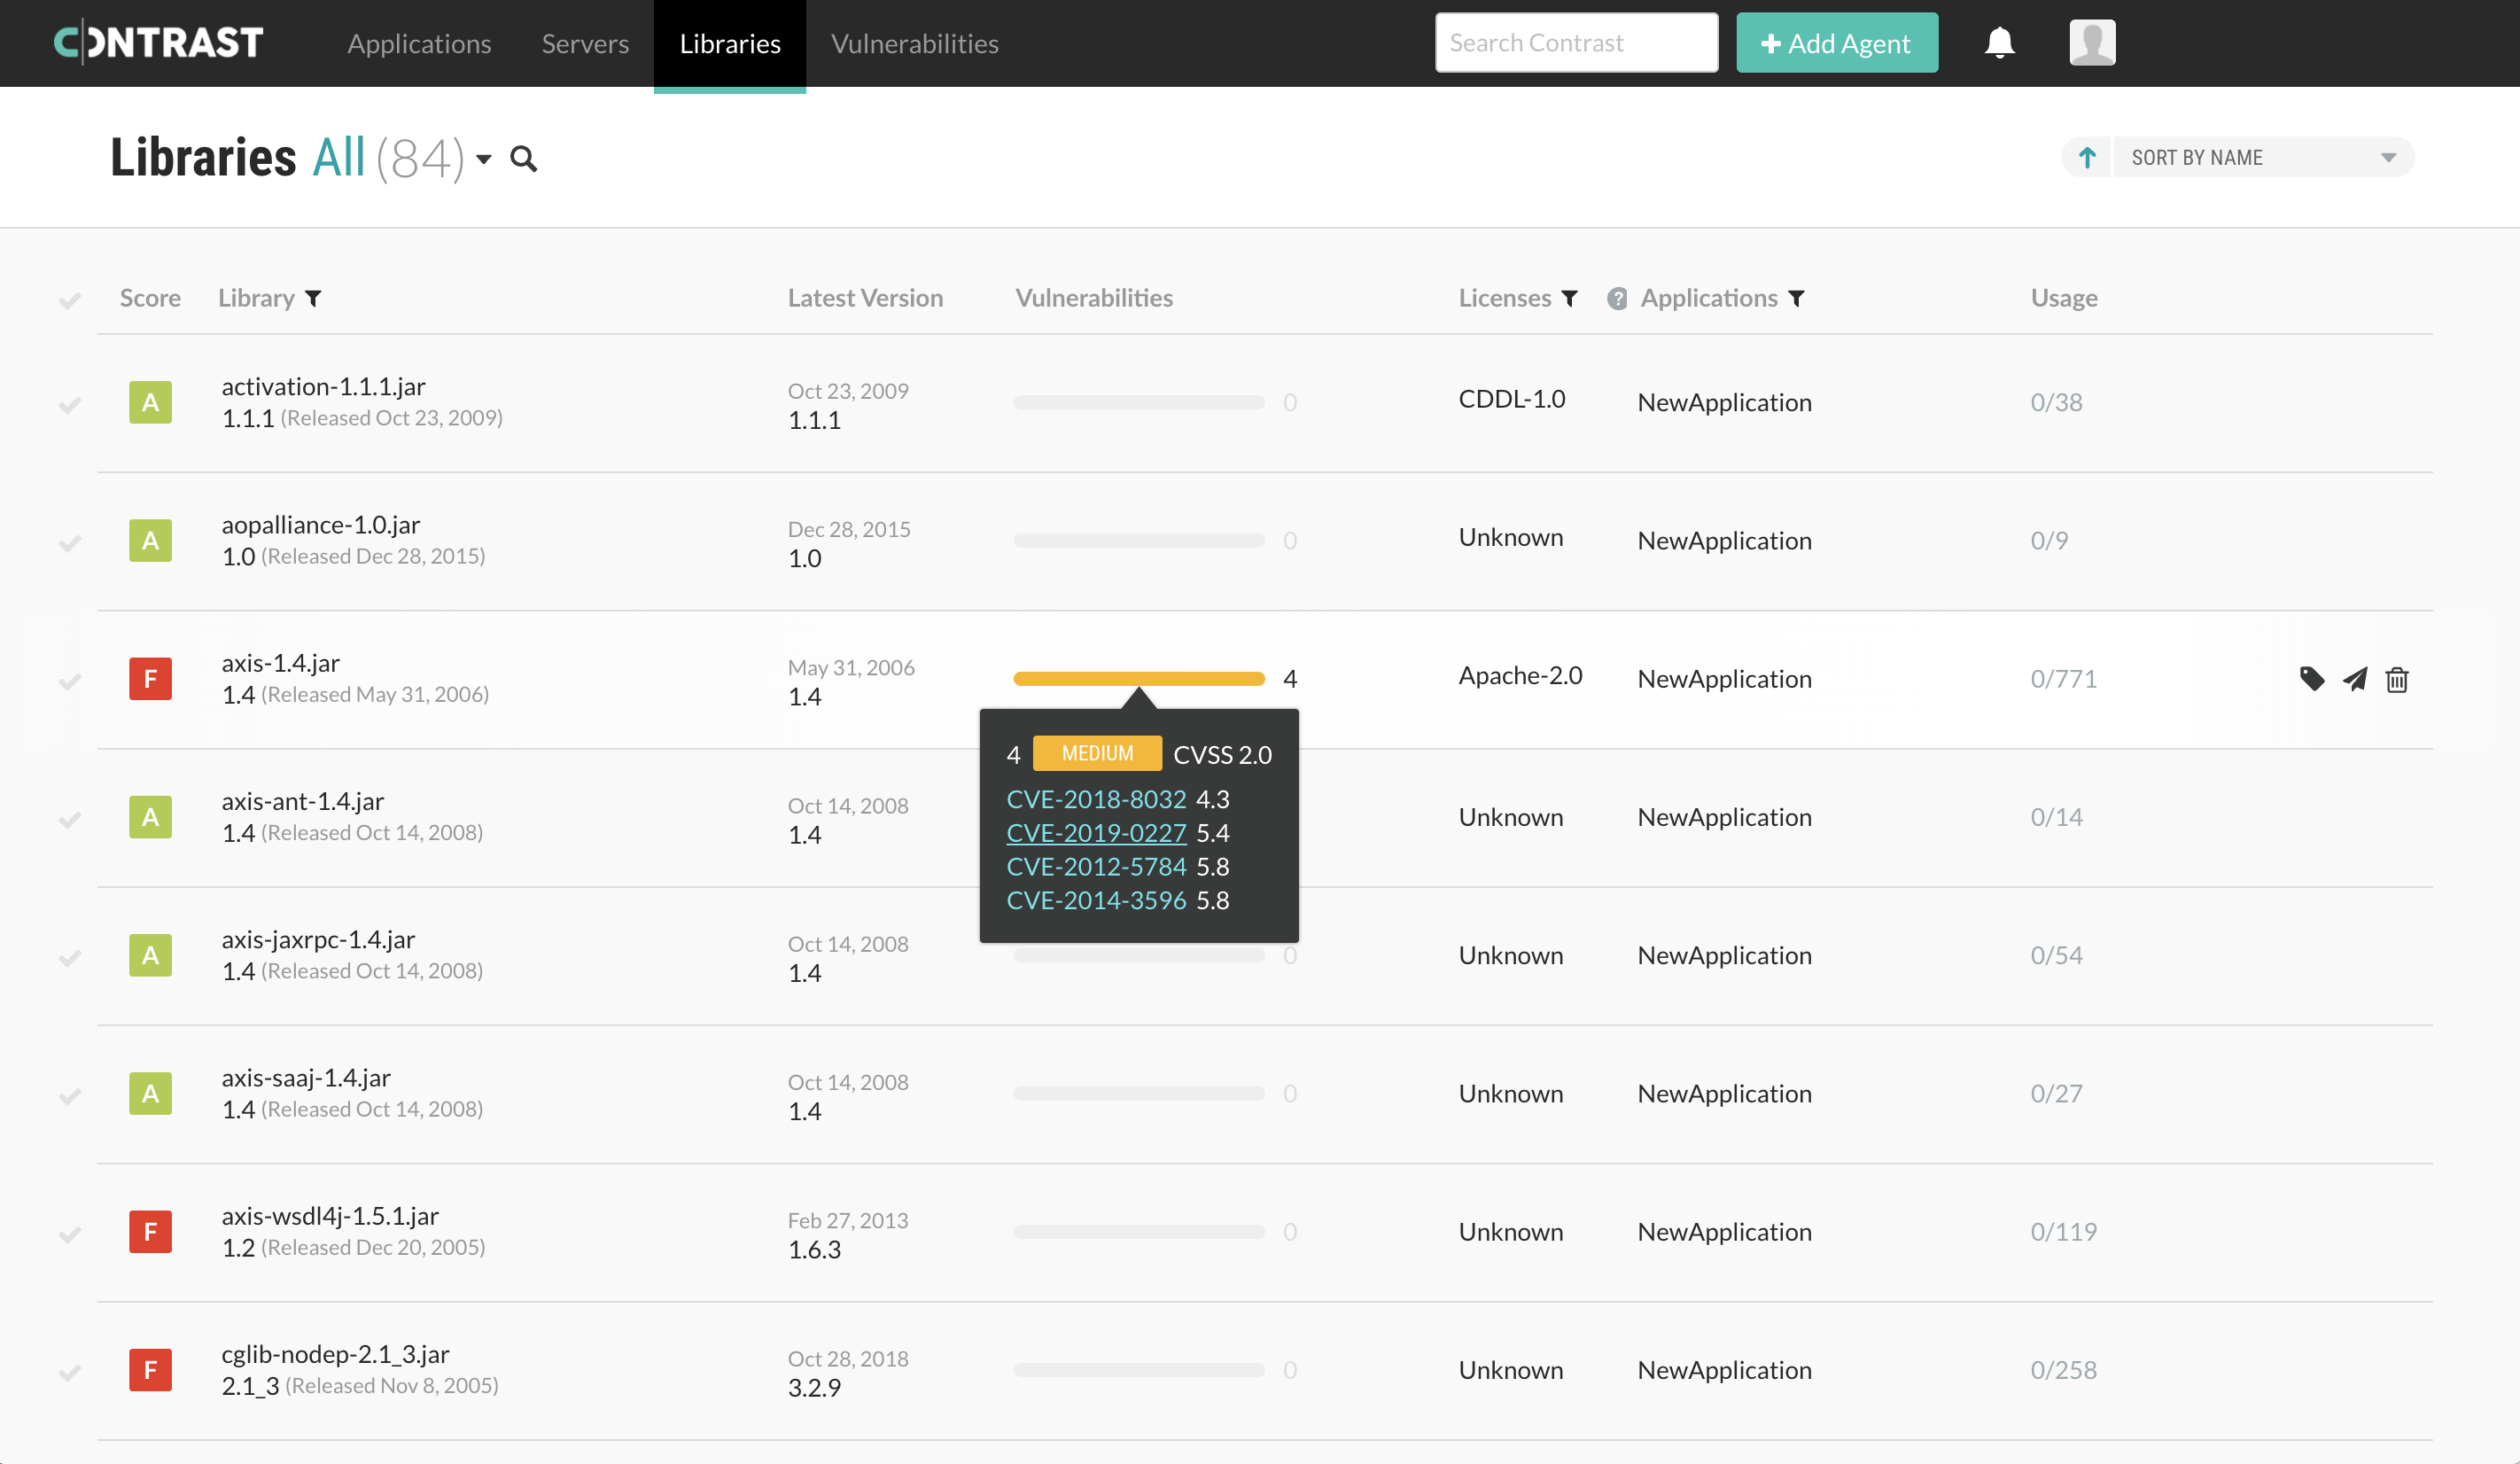 CONTRAST Applications Servers Libraries Vulnerabilities Search Contrast + Add Agent
Libraries All (84) SORT BY NAME
Score Library Latest Version Vulnerabilities Licenses ? Applications Usage
A activation-1.1.1.jar Oct 23, 2009 0 CDDL-1.0 NewApplication 0/38
1.1.1 (Released Oct 23, 2009) 1.1.1
A aopalliance-1.0.jar Dec 28, 2015 0 Unknown NewApplication 0/9
1.0 (Released Dec 28, 2015) 1.0
F axis-1.4.jar May 31, 2006 4 Apache-2.0 NewApplication 0/771
1.4 (Released May 31, 2006) 1.4
4 MEDIUM CVSS 2.0
CVE-2018-8032 4.3
CVE-2019-0227 5.4
CVE-2012-5784 5.8
CVE-2014-3596 5.8
A axis-ant-1.4.jar Oct 14, 2008 Unknown NewApplication 0/14
1.4 (Released Oct 14, 2008) 1.4
A axis-jaxrpc-1.4.jar Oct 14, 2008 0 Unknown NewApplication 0/54
1.4 (Released Oct 14, 2008) 1.4
A axis-saaj-1.4.jar Oct 14, 2008 0 Unknown NewApplication 0/27
1.4 (Released Oct 14, 2008) 1.4
F axis-wsdl4j-1.5.1.jar Feb 27, 2013 0 Unknown NewApplication 0/119
1.2 (Released Dec 20, 2005) 1.6.3
F cglib-nodep-2.1_3.jar Oct 28, 2018 0 Unknown NewApplication 0/258
2.1_3 (Released Nov 8, 2005) 3.2.9